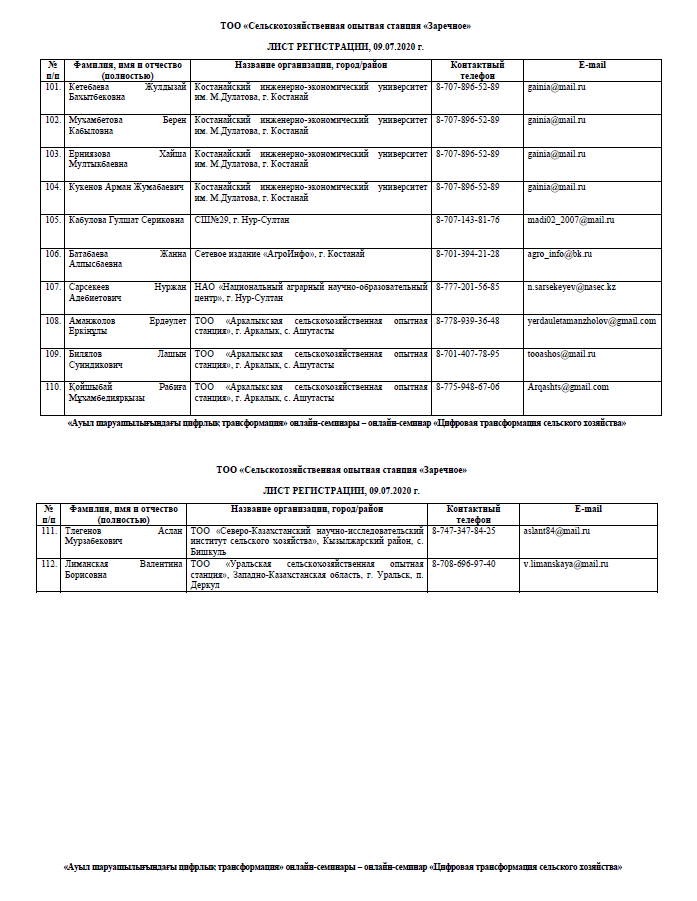 ТОО «Сельскохозяйственная опытная станция «Заречное»
ЛИСТ РЕГИСТРАЦИИ, 09.07.2020 г.
№ Фамилия, имя и отчество Название организации, город/район Контактный E-mail
п/п (полностью) телефон
101. Кетебаева Жулдызай Костанайский инженерно-экономический университет 8-707-896-52-89 gainia@mail.ru
Бахытбековна им. М.Дулатова, г. Костанай
102. Мухамбетова Берен Костанайский инженерно-экономический университет 8-707-896-52-89 gainia@mail.ru
Кабыловна им. М.Дулатова, г. Костанай
103. Ерниязова Хайша Костанайский инженерно-экономический университет 8-707-896-52-89 gainia@mail.ru
Мултыкбаевна им. М.Дулатова, г. Костанай
104. Кукенов Арман Жумабаевич Костанайский инженерно-экономический университет 8-707-896-52-89 gainia@mail.ru
им. М.Дулатова, г. Костанай
105. Кабулова Гулшат Сериковна СШ№29, г. Нур-Султан 8-707-143-81-76 madi02_2007@mail.ru
106. Батабаева Жанна Сетевое издание «АгроИнфо», г. Костанай 8-701-394-21-28 agro_info@bk.ru
Алпысбаевна
107. Сарсекеев Нуржан НАО «Национальный аграрный научно-образовательный 8-777-201-56-85 n.sarsekeyev@nasec.kz
Адебиетович центр», г. Нур-Султан
108. Аманжолов Ердәулет ТОО «Аркалыкская сельскохозяйственная опытная 8-778-939-36-48 yerdauletamanzholov@gmail.com
Еркінұлы станция», г. Аркалык, с. Ашутасты
109. Билялов Лашын ТОО «Аркалыкская сельскохозяйственная опытная 8-701-407-78-95 tooashos@mail.ru
Суиндикович станция», г. Аркалык, с. Ашутасты
110. Қойшыбай Рабиға ТОО «Аркалыкская сельскохозяйственная опытная 8-775-948-67-06 Arqashts@gmail.com
Мұхамбедиярқызы станция», г. Аркалык, с. Ашутасты
«Ауыл шаруашылығындағы цифрлық трансформация» онлайн-семинары – онлайн-семинар «Цифровая трансформация сельского хозяйства»
ТОО «Сельскохозяйственная опытная станция «Заречное»
ЛИСТ РЕГИСТРАЦИИ, 09.07.2020 г.
№ Фамилия, имя и отчество Название организации, город/район Контактный E-mail
п/п (полностью) телефон
111. Тлегенов Аслан ТОО «Северо-Казахстанский научно-исследовательский 8-747-347-84-25 aslant84@mail.ru
Мурзабекович институт сельского хозяйства», Кызылжарский район, с.
Бишкуль
112. Лиманская Валентина ТОО «Уральская сельскохозяйственная опытная 8-708-696-97-40 v.limanskaya@mail.ru
Борисовна станция», Западно-Казахстанская область, г. Уральск, п.
Деркул
«Ауыл шаруашылығындағы цифрлық трансформация» онлайн-семинары – онлайн-семинар «Цифровая трансформация сельского хозяйства»